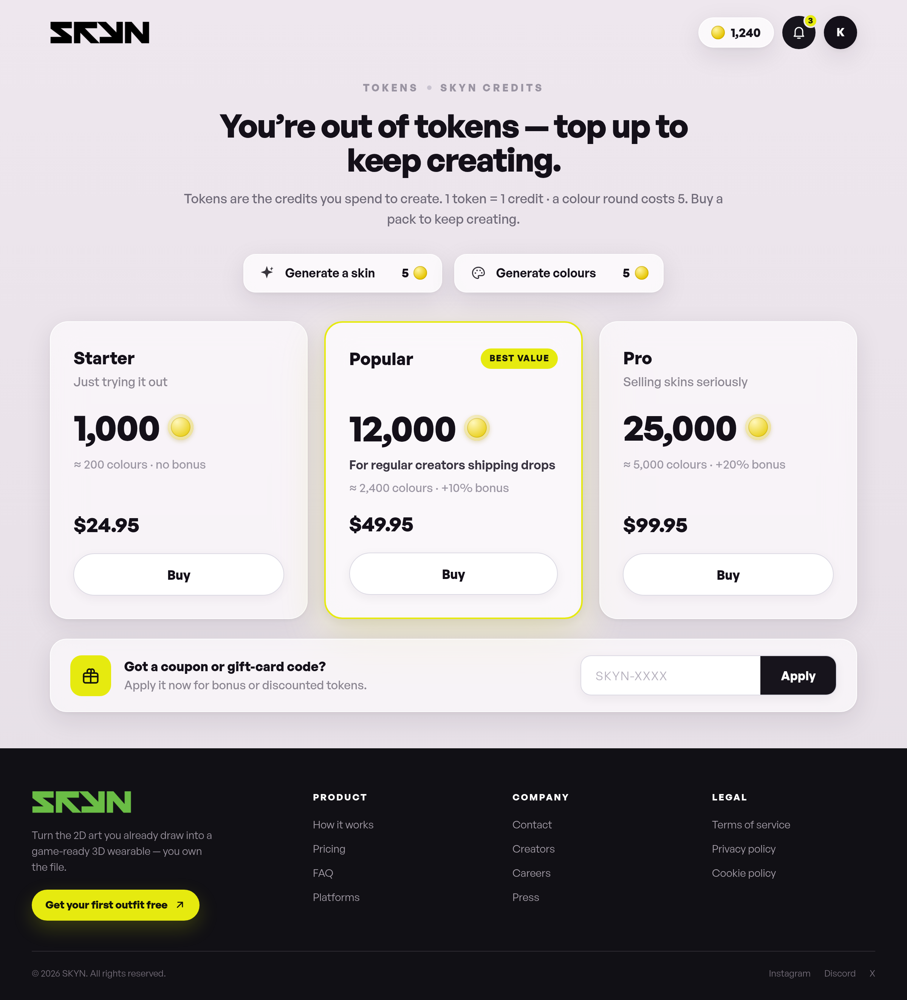 SKYN
1,240
3
K
TOKENS • SKYN CREDITS
You’re out of tokens — top up to
keep creating.
Tokens are the credits you spend to create. 1 token = 1 credit · a colour round costs 5. Buy a
pack to keep creating.
Generate a skin 5
Generate colours 5
Starter
Just trying it out
1,000
≈ 200 colours · no bonus
$24.95
Buy
Popular
BEST VALUE
12,000
For regular creators shipping drops
≈ 2,400 colours · +10% bonus
$49.95
Buy
Pro
Selling skins seriously
25,000
≈ 5,000 colours · +20% bonus
$99.95
Buy
Got a coupon or gift-card code?
Apply it now for bonus or discounted tokens.
SKYN-XXXX
Apply
SKYN
Turn the 2D art you already draw into a
game-ready 3D wearable — you own
the file.
Get your first outfit free
PRODUCT
How it works
Pricing
FAQ
Platforms
COMPANY
Contact
Creators
Careers
Press
LEGAL
Terms of service
Privacy policy
Cookie policy
© 2026 SKYN. All rights reserved.
Instagram Discord X